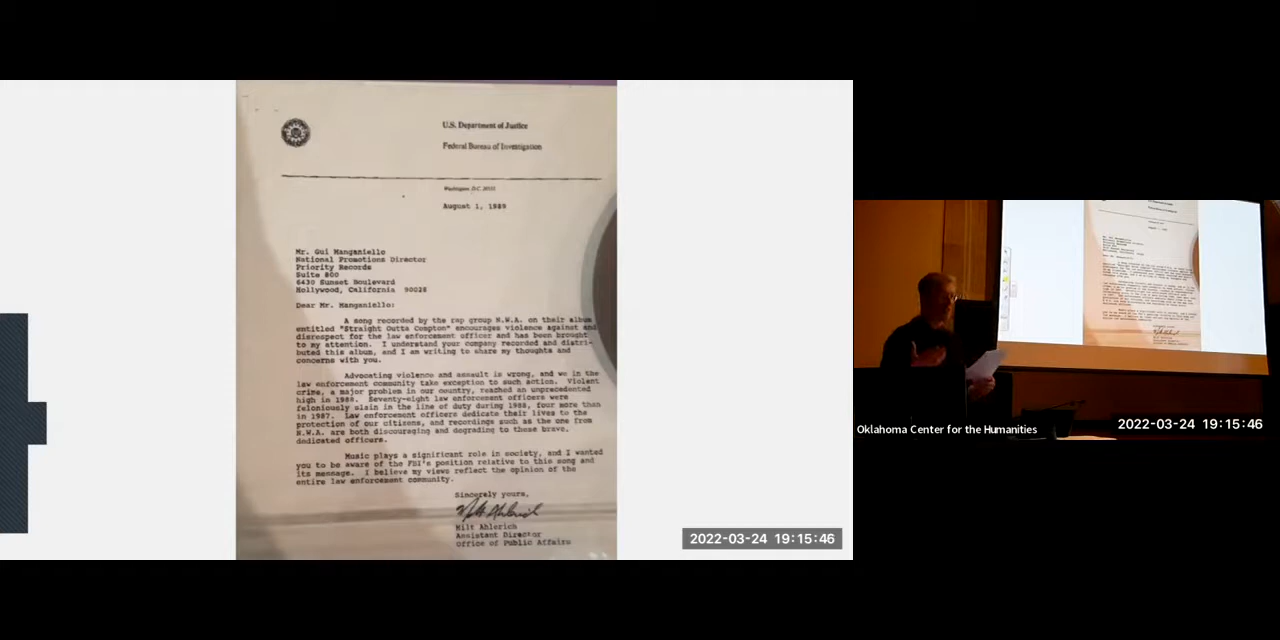 U.S. Department of Justice
Federal Bureau of Investigation
Washington, D.C. 20535
August 1, 1989
Mr. Gui Manganiello
National Promotions Director
Priority Records
Suite 800
6430 Sunset Boulevard
Hollywood, California 90028
Dear Mr. Manganiello:
A song recorded by the rap group N.W.A. on their album
entitled "Straight Outta Compton" encourages violence against and
disrespect for the law enforcement officer and has been brought
to my attention. I understand your company recorded and distri-
buted this album, and I am writing to share my thoughts and
concerns with you.
Advocating violence and assault is wrong, and we in the
law enforcement community take exception to such action. Violent
crime, a major problem in our country, reached an unprecedented
high in 1988. Seventy-eight law enforcement officers were
feloniously slain in the line of duty during 1988, four more than
in 1987. Law enforcement officers dedicate their lives to the
protection of our citizens, and recordings such as the one from
N.W.A. are both discouraging and degrading to these brave,
dedicated officers.
Music plays a significant role in society, and I wanted
you to be aware of the FBI's position relative to this song and
its message. I believe my views reflect the opinion of the
entire law enforcement community.
Sincerely yours,
Milt Ahlerich
Milt Ahlerich
Assistant Director
Office of Public Affairs
2022-03-24 19:15:46
Oklahoma Center for the Humanities
2022-03-24 19:15:46